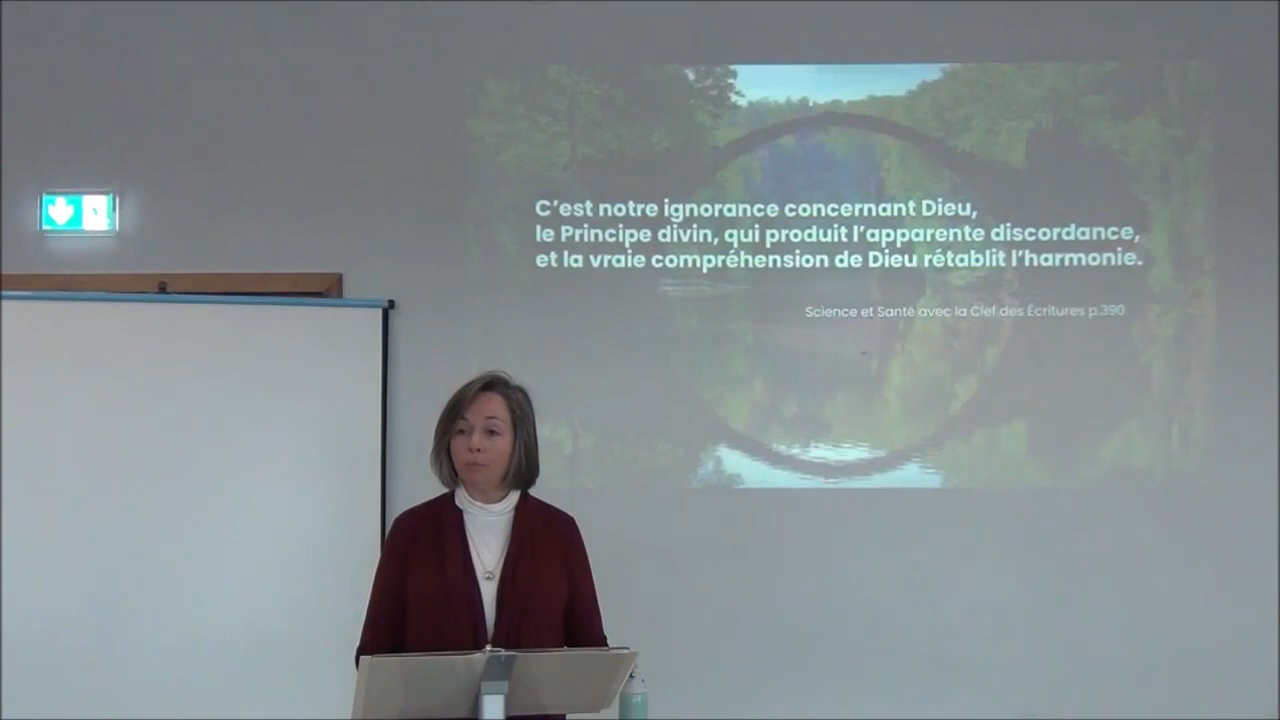 C'est notre ignorance concernant Dieu,
le Principe divin, qui produit l'apparente discordance,
et la vraie compréhension de Dieu rétablit l'harmonie.
Science et Santé avec la Clef des Écritures p.390